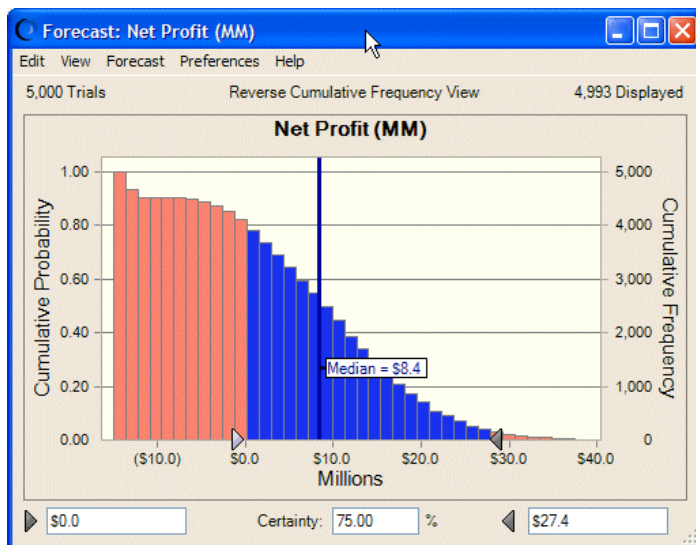 Forecast: Net Profit (MM)
Edit View Forecast Preferences Help
5,000 Trials Reverse Cumulative Frequency View 4,993 Displayed
Net Profit (MM)
Cumulative Probability
1.00
0.80
0.60
0.40
0.20
0.00
Median = $8.4
5,000
4,000
3,000
2,000
1,000
0
Cumulative Frequency
($10.0) $0.0 $10.0 $20.0 $30.0 $40.0
Millions
$0.0 Certainty: 75.00 % $27.4